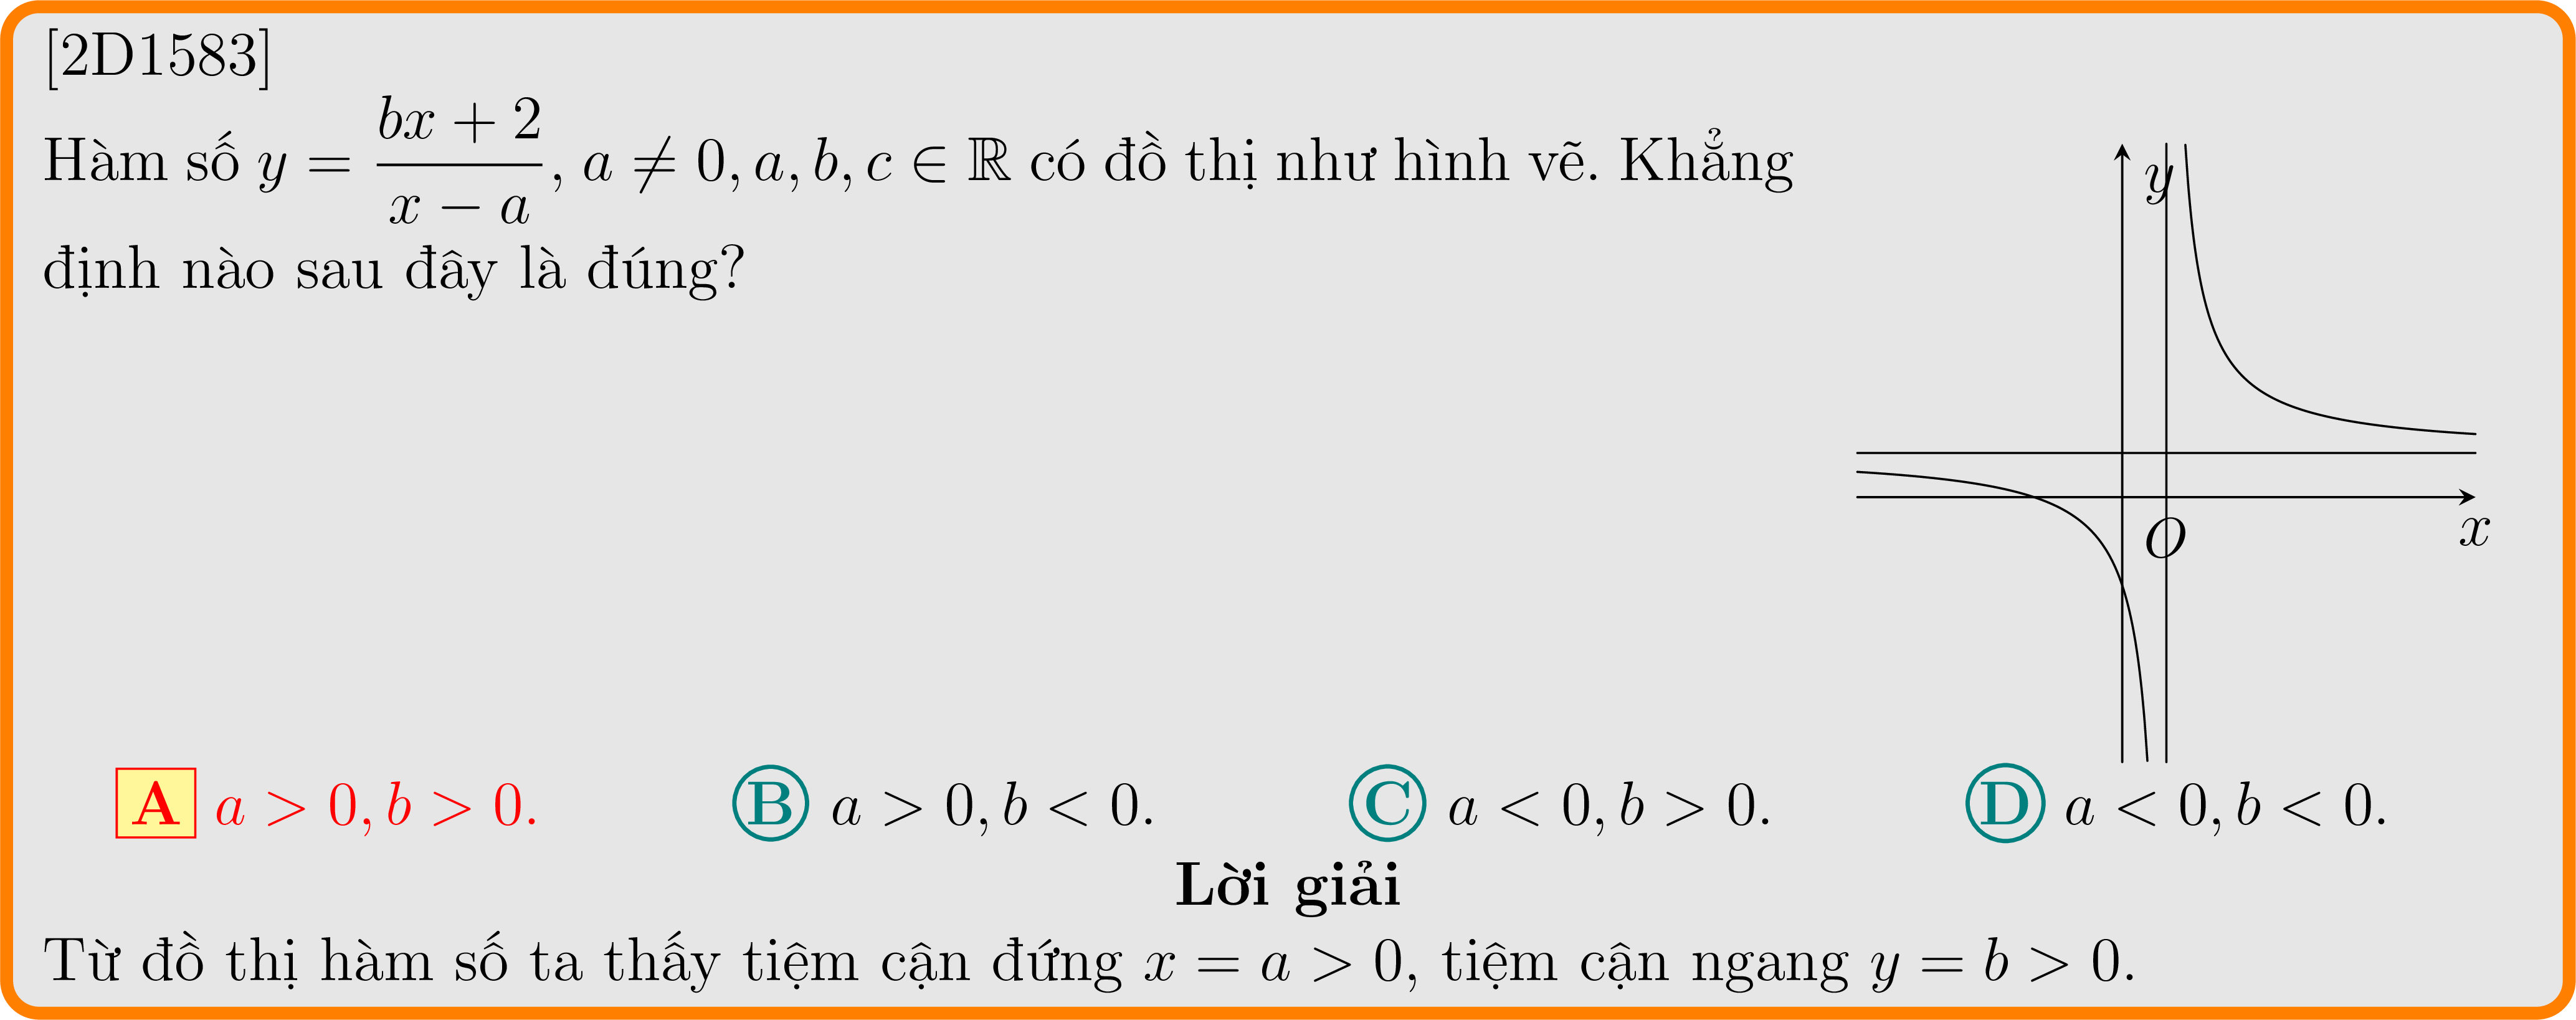 [2D1583]
Hàm số $y = \dfrac{bx + 2}{x - a}$, $a \neq 0, a, b, c \in \mathbb{R}$ có đồ thị như hình vẽ. Khẳng
định nào sau đây là đúng?
y
O
x
A a > 0, b > 0. B a > 0, b < 0. C a < 0, b > 0. D a < 0, b < 0.
Lời giải
Từ đồ thị hàm số ta thấy tiệm cận đứng x = a > 0, tiệm cận ngang y = b > 0.